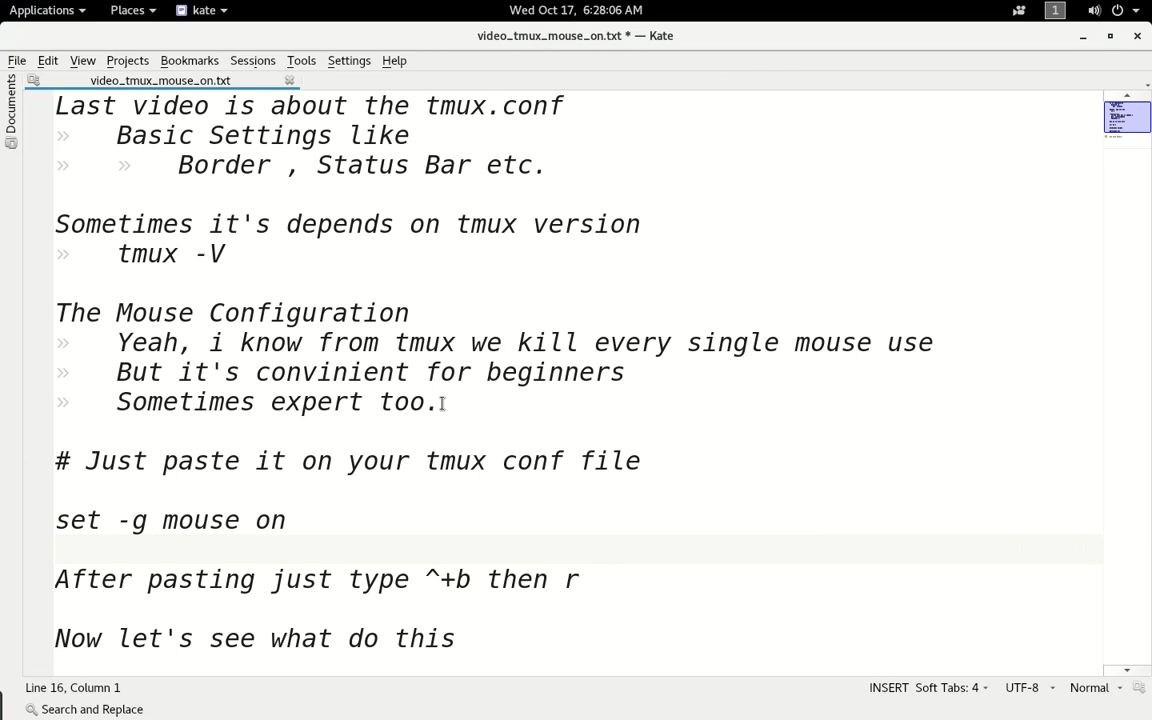 Applications Places kate Wed Oct 17, 6:28:06 AM 1
video_tmux_mouse_on.txt * — Kate
File Edit View Projects Bookmarks Sessions Tools Settings Help
video_tmux_mouse_on.txt
Documents
Last video is about the tmux.conf
» Basic Settings like
» » Border , Status Bar etc.
Sometimes it's depends on tmux version
» tmux -V
The Mouse Configuration
» Yeah, i know from tmux we kill every single mouse use
» But it's convinient for beginners
» Sometimes expert too.
# Just paste it on your tmux conf file
set -g mouse on
After pasting just type ^+b then r
Now let's see what do this
Line 16, Column 1 INSERT Soft Tabs: 4 UTF-8 Normal
Search and Replace